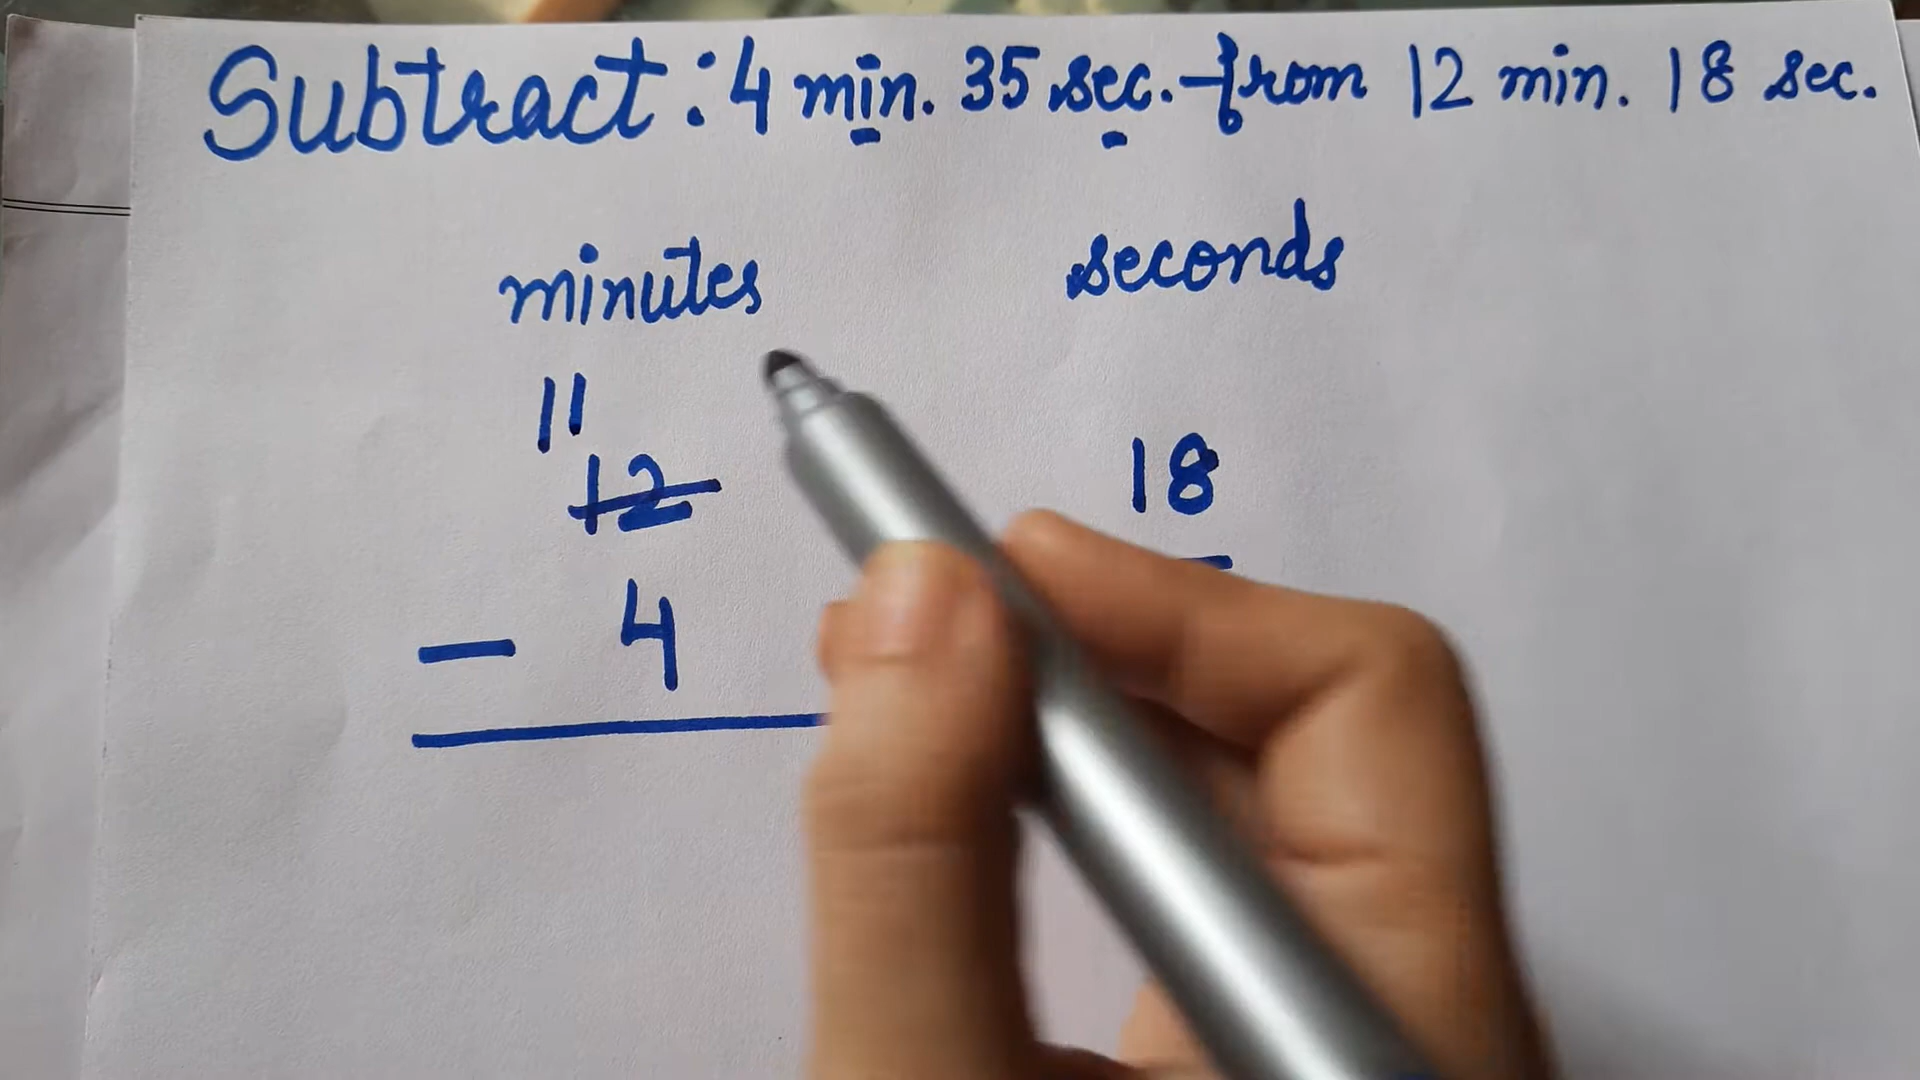 Subtract: 4 min. 35 sec. from 12 min. 18 sec.
minutes seconds
11
12 18
- 4